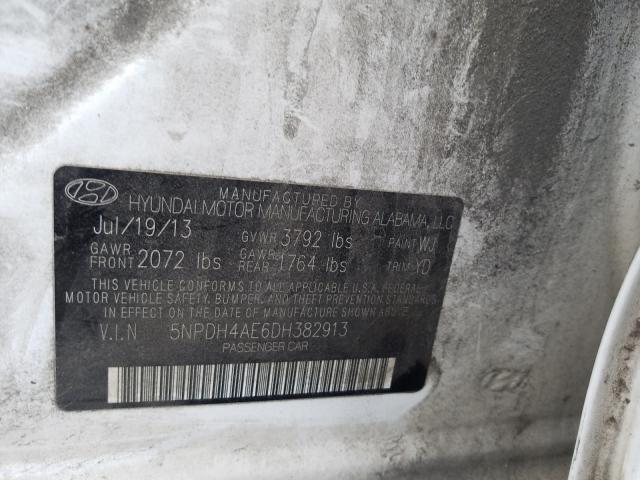 MANUFACTURED BY
HYUNDAI MOTOR MANUFACTURING ALABAMA, LLC
Jul/19/13 GVWR 3792 lbs PAINT WJ
GAWR FRONT 2072 lbs GAWR REAR 1764 lbs TRIM YD
THIS VEHICLE CONFORMS TO ALL APPLICABLE U.S.A. FEDERAL
MOTOR VEHICLE SAFETY, BUMPER, AND THEFT PREVENTION STANDARDS
IN EFFECT ON THE DATE OF MANUFACTURE SHOWN ABOVE.
V.I.N 5NPDH4AE6DH382913
PASSENGER CAR